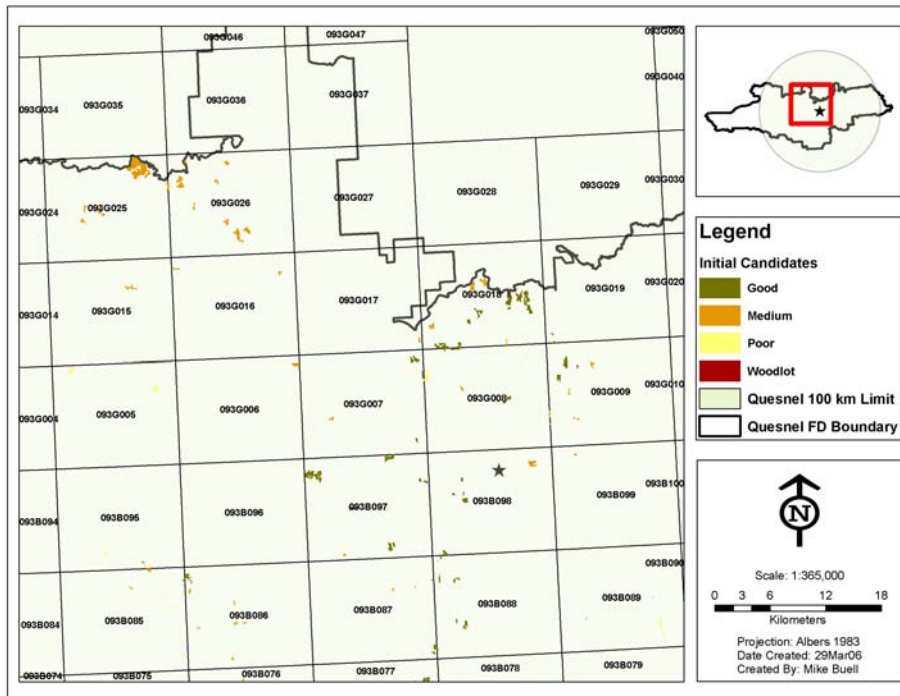 093G046
093G047
093G050
093G034
093G035
093G036
093G037
093G040
093G024
093G025
093G026
093G027
093G028
093G029
093G030
093G014
093G015
093G016
093G017
093G018
093G019
093G020
093G004
093G005
093G006
093G007
093G008
093G009
093G010
093B094
093B095
093B096
093B097
093B098
093B099
093B100
093B084
093B085
093B086
093B087
093B088
093B089
093B090
093B074
093B075
093B076
093B077
093B078
093B079
Legend
Initial Candidates
Good
Medium
Poor
Woodlot
Quesnel 100 km Limit
Quesnel FD Boundary
N
Scale: 1:365,000
0 3 6 12 18
Kilometers
Projection: Albers 1983
Date Created: 29Mar06
Created By: Mike Buell